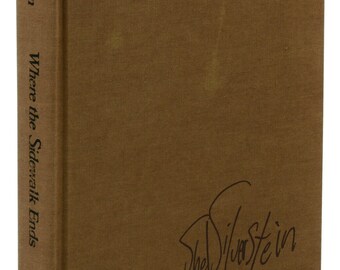 Where the Sidewalk Ends
Shel Silverstein